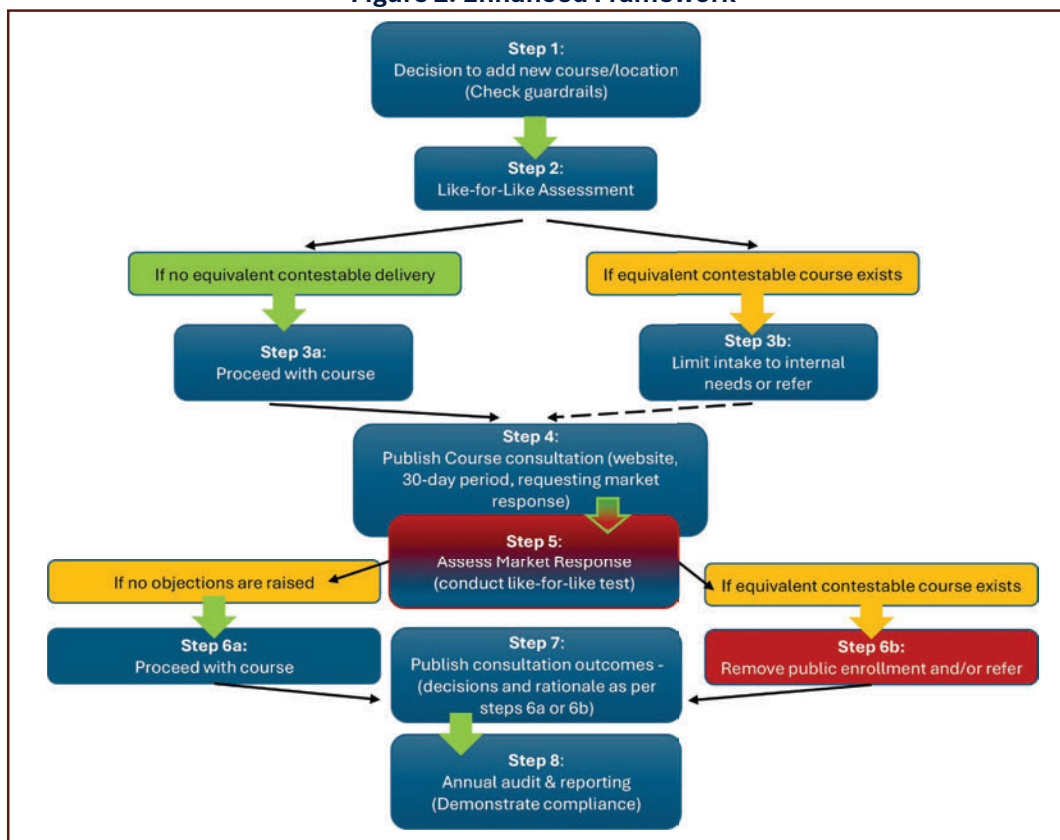 Figure 2: Enhanced Framework
Step 1:
Decision to add new course/location
(Check guardrails)
Step 2:
Like-for-Like Assessment
If no equivalent contestable delivery
If equivalent contestable course exists
Step 3a:
Proceed with course
Step 3b:
Limit intake to internal
needs or refer
Step 4:
Publish Course consultation (website,
30-day period, requesting market
response)
Step 5:
Assess Market Response
(conduct like-for-like test)
If no objections are raised
If equivalent contestable course exists
Step 6a:
Proceed with course
Step 6b:
Remove public enrollment and/or refer
Step 7:
Publish consultation outcomes -
(decisions and rationale as per
steps 6a or 6b)
Step 8:
Annual audit & reporting
(Demonstrate compliance)